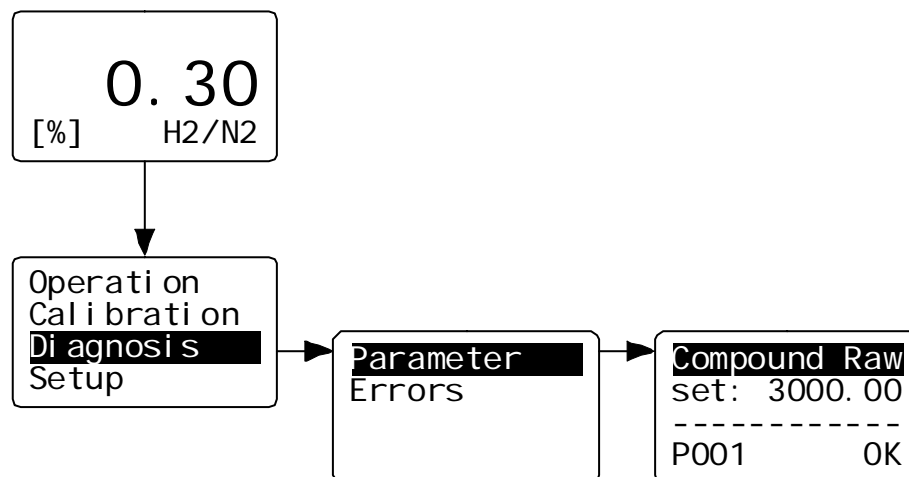 0.30
[%] H2/N2
Operation
Calibration
Diagnosis
Setup
Parameter
Errors
Compound Raw
set: 3000.00
------------
P001 OK